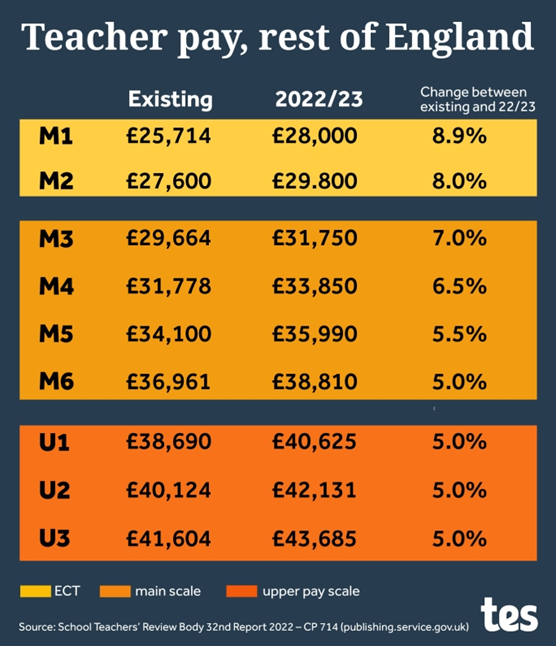 Teacher pay, rest of England
Existing 2022/23 Change between
existing and 22/23
M1 £25,714 £28,000 8.9%
M2 £27,600 £29.800 8.0%
M3 £29,664 £31,750 7.0%
M4 £31,778 £33,850 6.5%
M5 £34,100 £35,990 5.5%
M6 £36,961 £38,810 5.0%
U1 £38,690 £40,625 5.0%
U2 £40,124 £42,131 5.0%
U3 £41,604 £43,685 5.0%
ECT main scale upper pay scale
Source: School Teachers' Review Body 32nd Report 2022 – CP 714 (publishing.service.gov.uk)
tes